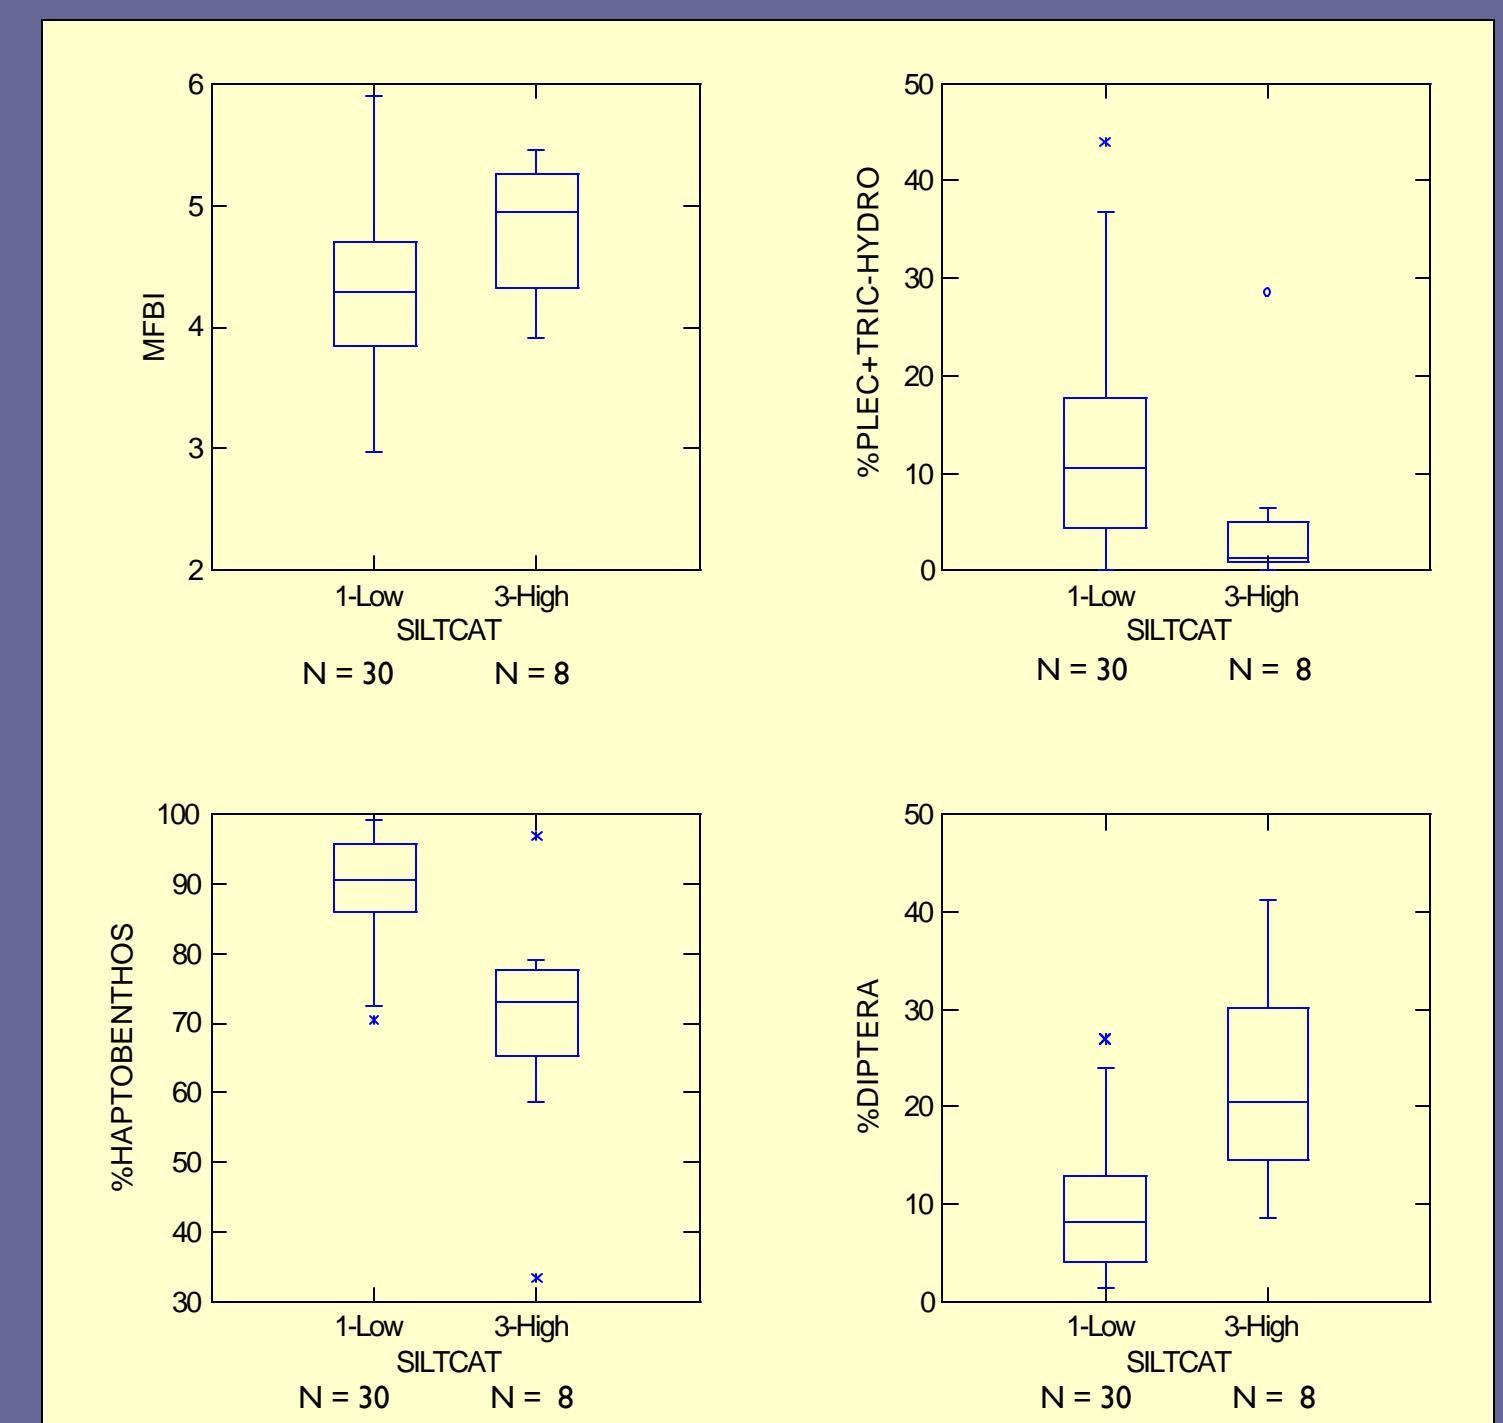 MFBI
6
5
4
3
2
1-Low 3-High
SILTCAT
N = 30 N = 8
%PLEC+TRIC-HYDRO
50
40
30
20
10
0
1-Low 3-High
SILTCAT
N = 30 N = 8
%HAPTOBENTHOS
100
90
80
70
60
50
40
30
1-Low 3-High
SILTCAT
N = 30 N = 8
%DIPTERA
50
40
30
20
10
0
1-Low 3-High
SILTCAT
N = 30 N = 8